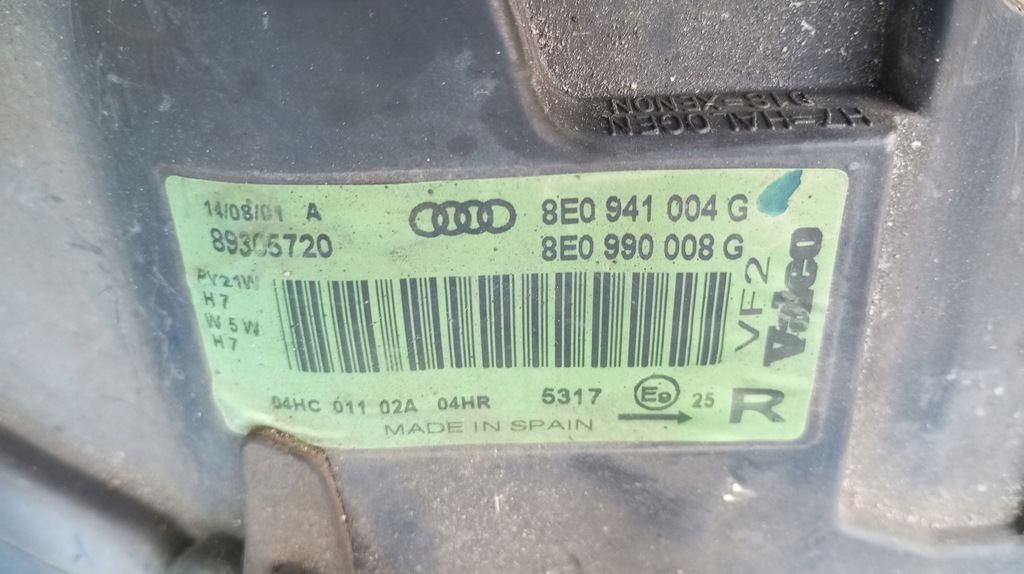 H7-HALOGEN
D1S-XENON
14/08/01 A
8E0 941 004 G
89305720
8E0 990 008 G
PY21W
H7
W5W
H7
VF2
Valeo
04HC 011 02A 04HR 5317 E9 25 R
MADE IN SPAIN